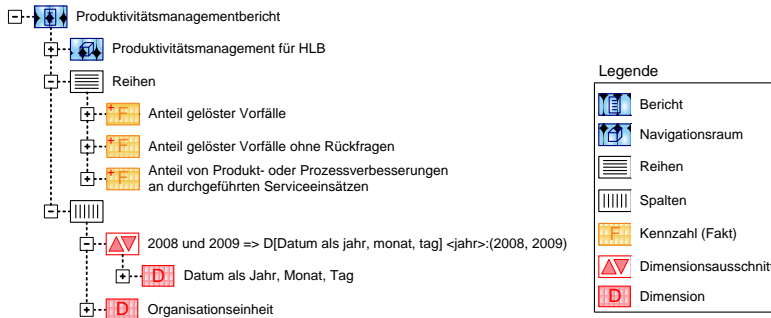 Produktivitätsmanagementbericht
Produktivitätsmanagement für HLB
Reihen
F
Anteil gelöster Vorfälle
F
Anteil gelöster Vorfälle ohne Rückfragen
F
Anteil von Produkt- oder Prozessverbesserungen
an durchgeführten Serviceeinsätzen
2008 und 2009 => D[Datum als jahr, monat, tag] <jahr>:(2008, 2009)
D
Datum als Jahr, Monat, Tag
D
Organisationseinheit
Legende
Bericht
Navigationsraum
Reihen
Spalten
F
Kennzahl (Fakt)
Dimensionsausschnitt
D
Dimension